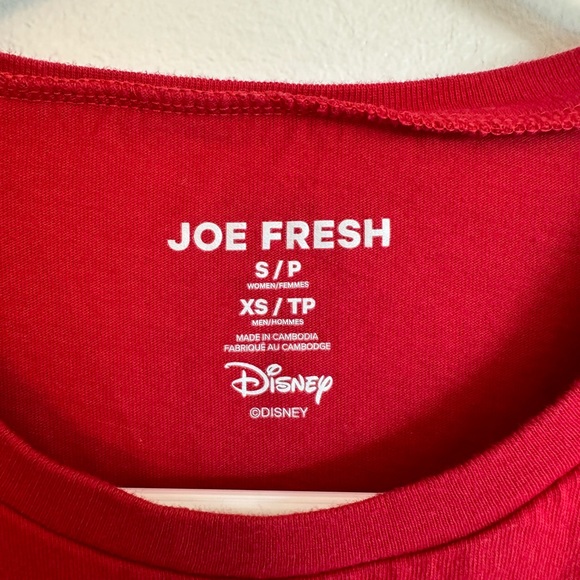 JOE FRESH
S / P
WOMEN/FEMMES
XS / TP
MEN/HOMMES
MADE IN CAMBODIA
FABRIQUÉ AU CAMBODGE
Disney
©DISNEY